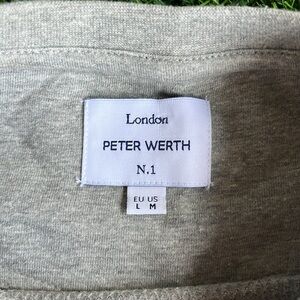 London
PETER WERTH
N.1
EU US
L M